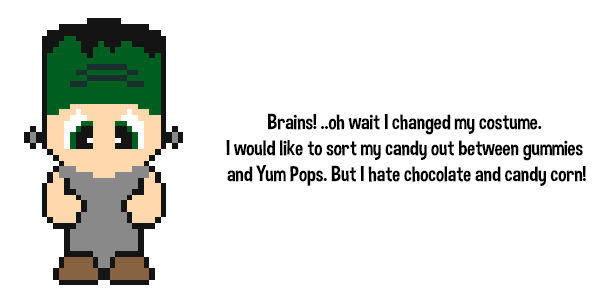 Brains! ..oh wait I changed my costume.
I would like to sort my candy out between gummies
and Yum Pops. But I hate chocolate and candy corn!